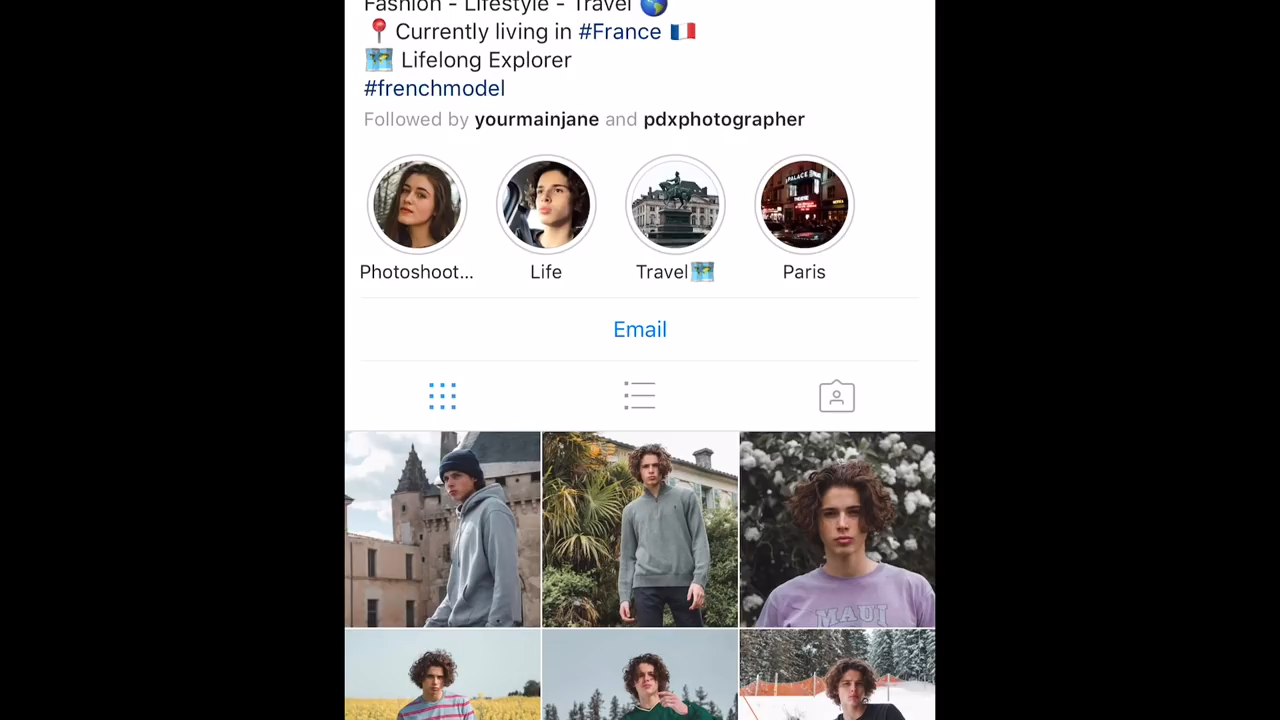 Fashion - Lifestyle - Travel 🌎
📍 Currently living in #France 🇫🇷
🗺️ Lifelong Explorer
#frenchmodel
Followed by yourmainjane and pdxphotographer
PALACE
Photoshoot...
Life
Travel🗺️
Paris
Email
MAUI